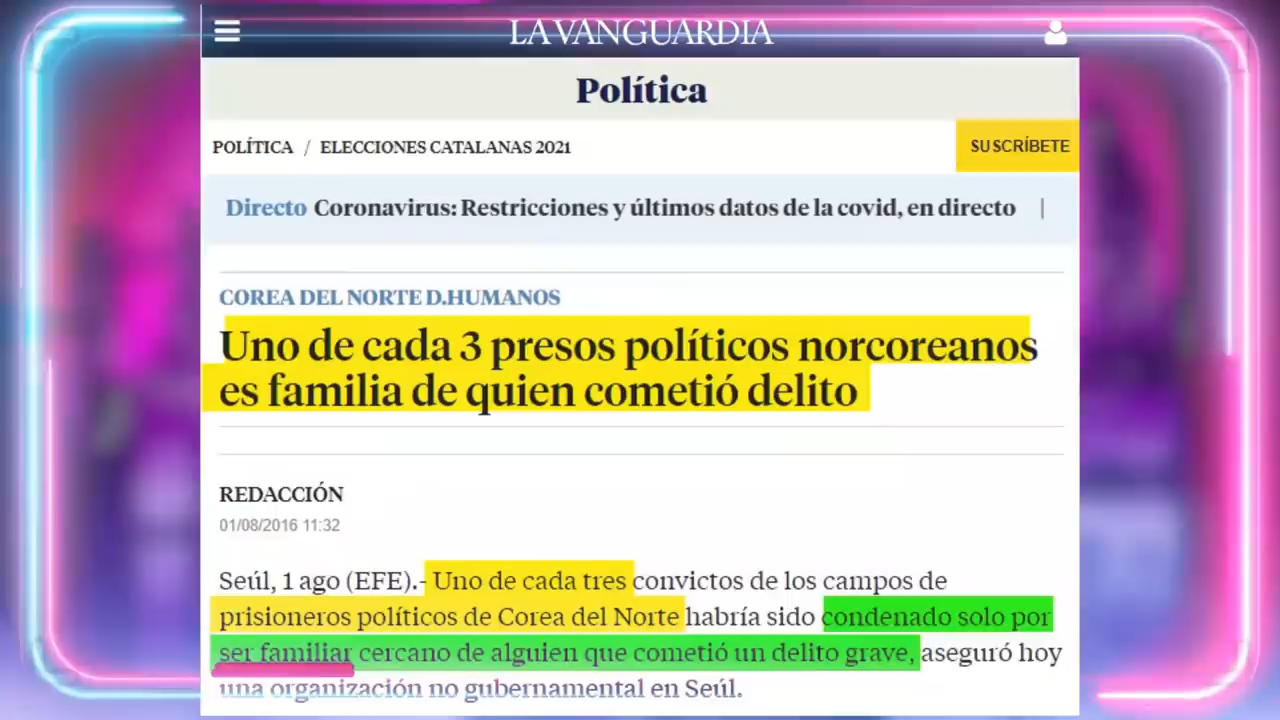 LA VANGUARDIA
Política
POLÍTICA / ELECCIONES CATALANAS 2021
SUSCRÍBETE
Directo Coronavirus: Restricciones y últimos datos de la covid, en directo |
COREA DEL NORTE D.HUMANOS
Uno de cada 3 presos políticos norcoreanos
es familia de quien cometió delito
REDACCIÓN
01/08/2016 11:32
Seúl, 1 ago (EFE).- Uno de cada tres convictos de los campos de
prisioneros políticos de Corea del Norte habría sido condenado solo por
ser familiar cercano de alguien que cometió un delito grave, aseguró hoy
una organización no gubernamental en Seúl.